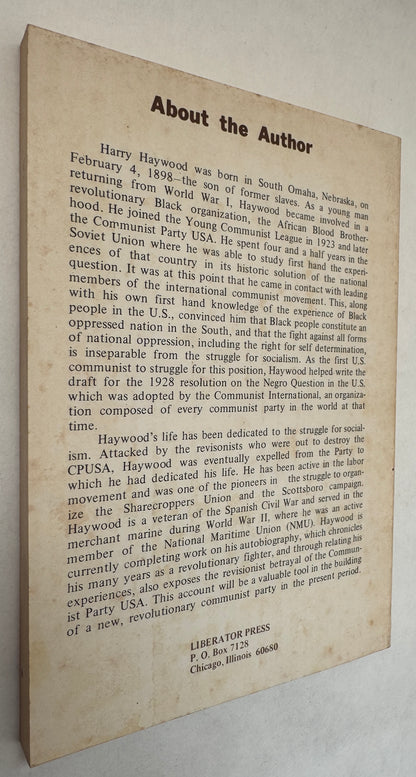 About the Author
Harry Haywood was born in South Omaha, Nebraska, on
February 4, 1898—the son of former slaves. As a young man
returning from World War I, Haywood became involved in a
revolutionary Black organization, the African Blood Brother-
hood. He joined the Young Communist League in 1923 and later
the Communist Party USA. He spent four and a half years in the
Soviet Union where he was able to study first hand the experi-
ences of that country in its historic solution of the national
question. It was at this point that he came in contact with leading
members of the international communist movement. This, along
with his own first hand knowledge of the experience of Black
people in the U.S., convinced him that Black people constitute an
oppressed nation in the South, and that the fight against all forms
of national oppression, including the right for self determination,
is inseparable from the struggle for socialism. As the first U.S.
communist to struggle for this position, Haywood helped write the
draft for the 1928 resolution on the Negro Question in the U.S.
which was adopted by the Communist International, an organiza-
tion composed of every communist party in the world at that
time.
Haywood's life has been dedicated to the struggle for social-
ism. Attacked by the revisonists who were out to destroy the
CPUSA, Haywood was eventually expelled from the Party to
which he had dedicated his life. He has been active in the labor
movement and was one of the pioneers in the struggle to organ-
ize the Sharecroppers Union and the Scottsboro campaign.
Haywood is a veteran of the Spanish Civil War and served in the
merchant marine during World War II, where he was an active
member of the National Maritime Union (NMU). Haywood is
currently completing work on his autobiography, which chronicles
his many years as a revolutionary fighter, and through relating his
experiences, also exposes the revisionist betrayal of the Commun-
ist Party USA. This account will be a valuable tool in the building
of a new, revolutionary communist party in the present period.
LIBERATOR PRESS
P. O. Box 7128
Chicago, Illinois 60680